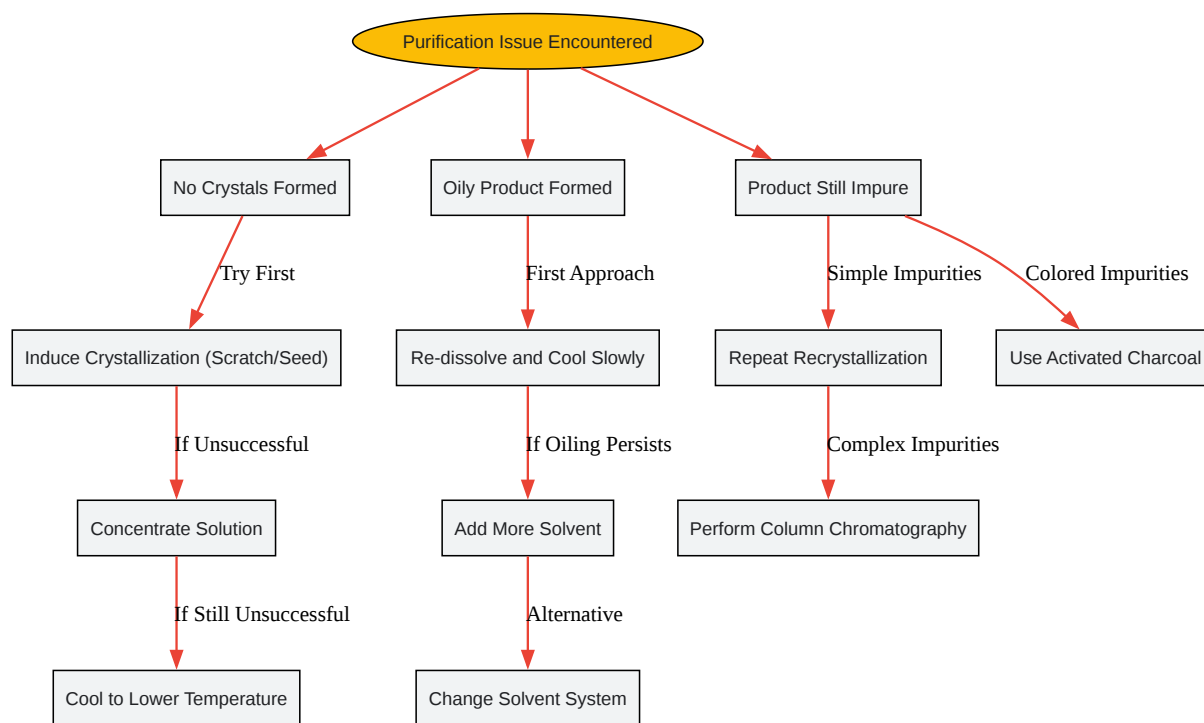 Purification Issue Encountered
No Crystals Formed
Oily Product Formed
Product Still Impure
Try First
First Approach
Simple Impurities
Colored Impurities
Induce Crystallization (Scratch/Seed)
Re-dissolve and Cool Slowly
Repeat Recrystallization
Use Activated Charcoal
If Unsuccessful
If Oiling Persists
Complex Impurities
Concentrate Solution
Add More Solvent
Perform Column Chromatography
If Still Unsuccessful
Alternative
Cool to Lower Temperature
Change Solvent System